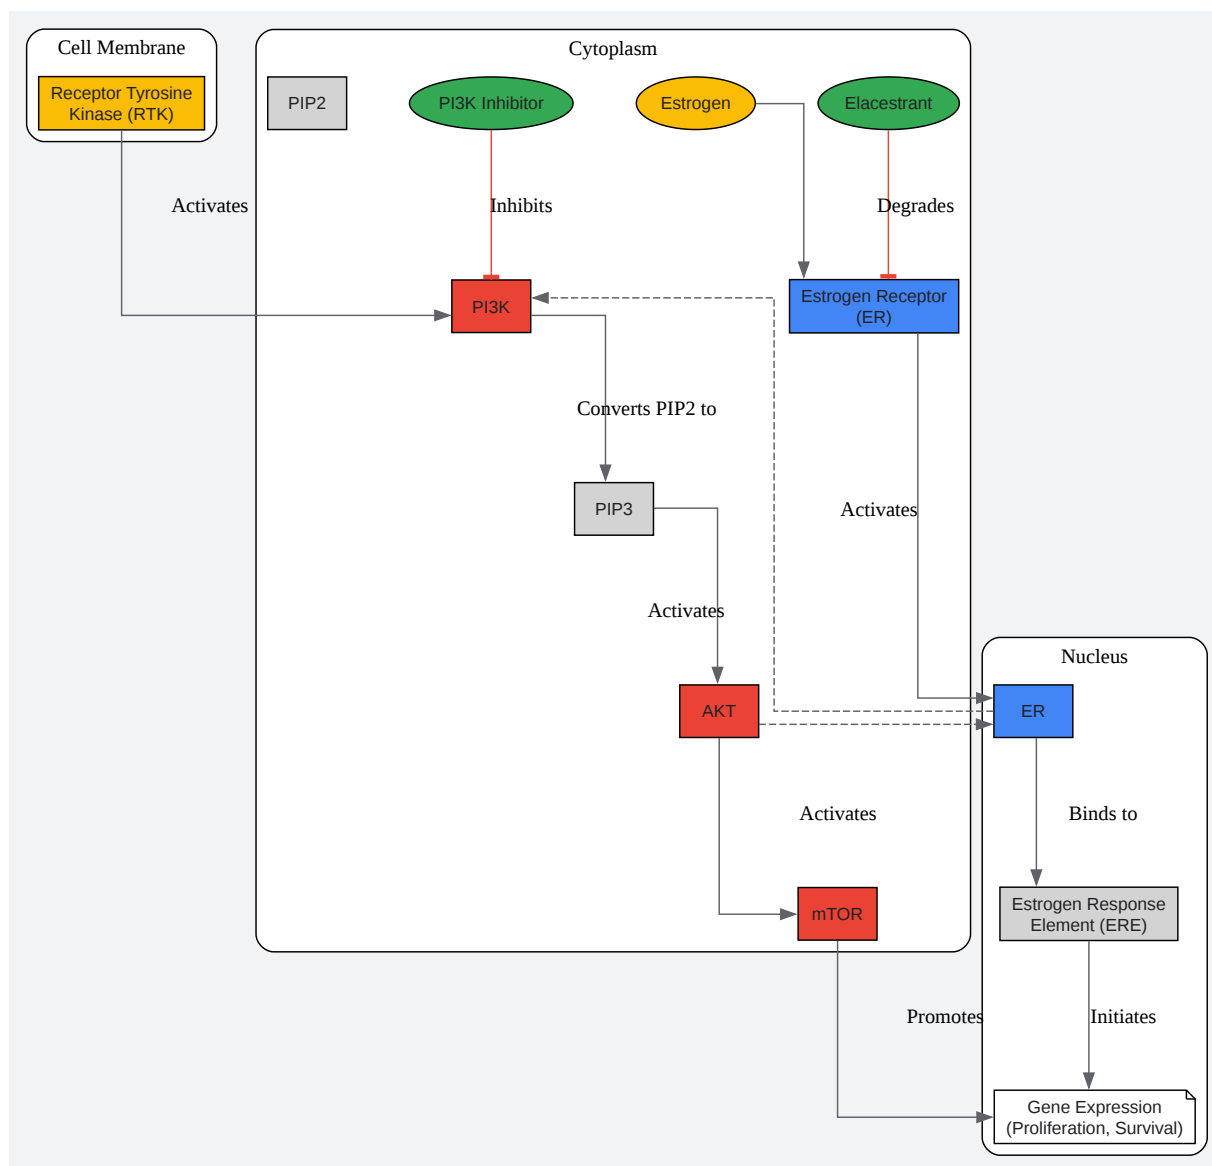 Cell Membrane
Receptor Tyrosine
Kinase (RTK)
Cytoplasm
PIP2
PI3K Inhibitor
Estrogen
Elacestrant
Activates
Inhibits
Degrades
PI3K
Estrogen Receptor
(ER)
Converts PIP2 to
PIP3
Activates
Activates
Nucleus
AKT
ER
Activates
Binds to
mTOR
Estrogen Response
Element (ERE)
Promotes
Initiates
Gene Expression
(Proliferation, Survival)